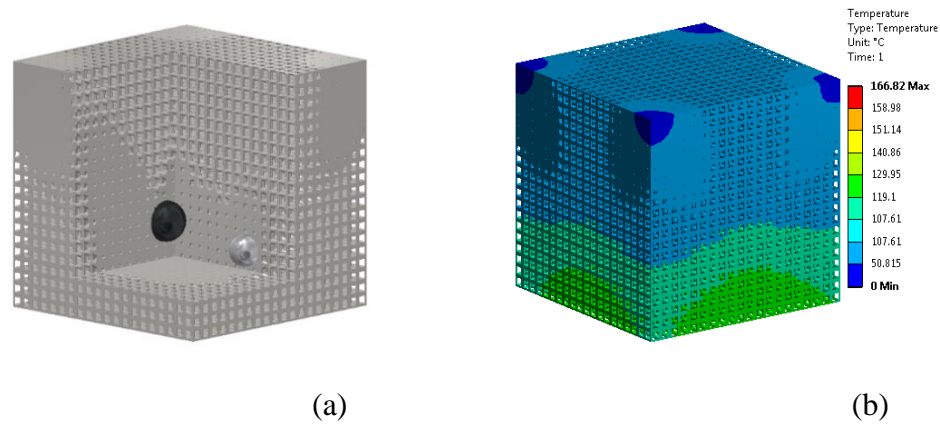 Temperature
Type: Temperature
Unit: °C
Time: 1
166.82 Max
158.98
151.14
140.86
129.95
119.1
107.61
107.61
50.815
0 Min
(a)
(b)